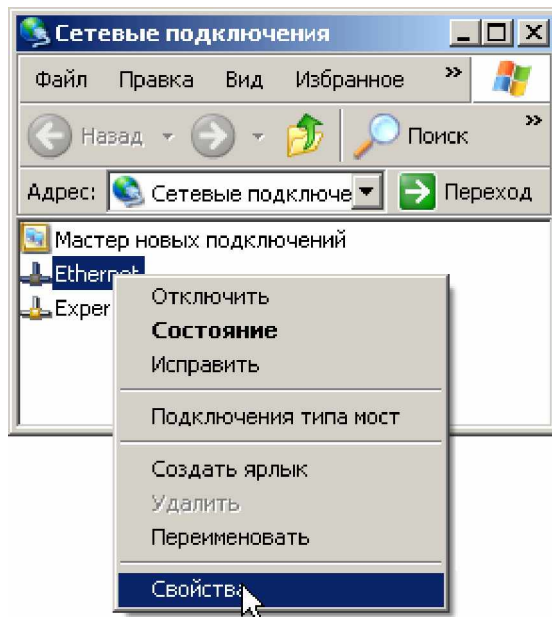 Сетевые подключения
Файл Правка Вид Избранное »
Назад Поиск »
Адрес: Сетевые подключе Переход
Мастер новых подключений
Ethernet
Exper
Отключить
Состояние
Исправить
Подключения типа мост
Создать ярлык
Удалить
Переименовать
Свойства